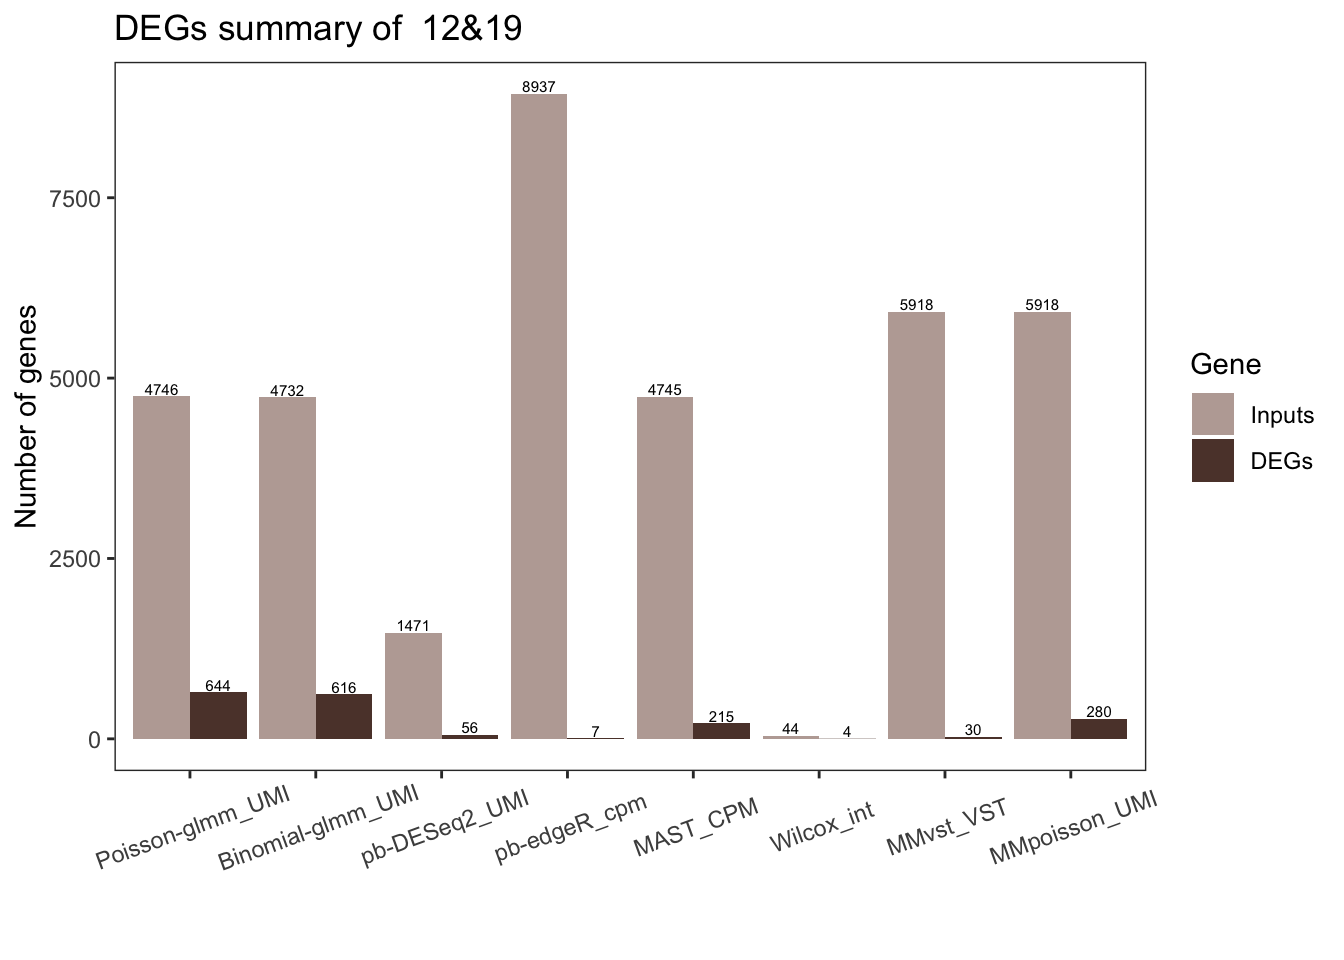 DEGs summary of  12&19
Number of genes
7500
5000
2500
0
4746
644
4732
616
1471
56
8937
7
4745
215
44
4
5918
30
5918
280
Poisson-glmm_UMI
Binomial-glmm_UMI
pb-DESeq2_UMI
pb-edgeR_cpm
MAST_CPM
Wilcox_int
MMvst_VST
MMpoisson_UMI
Gene
Inputs
DEGs